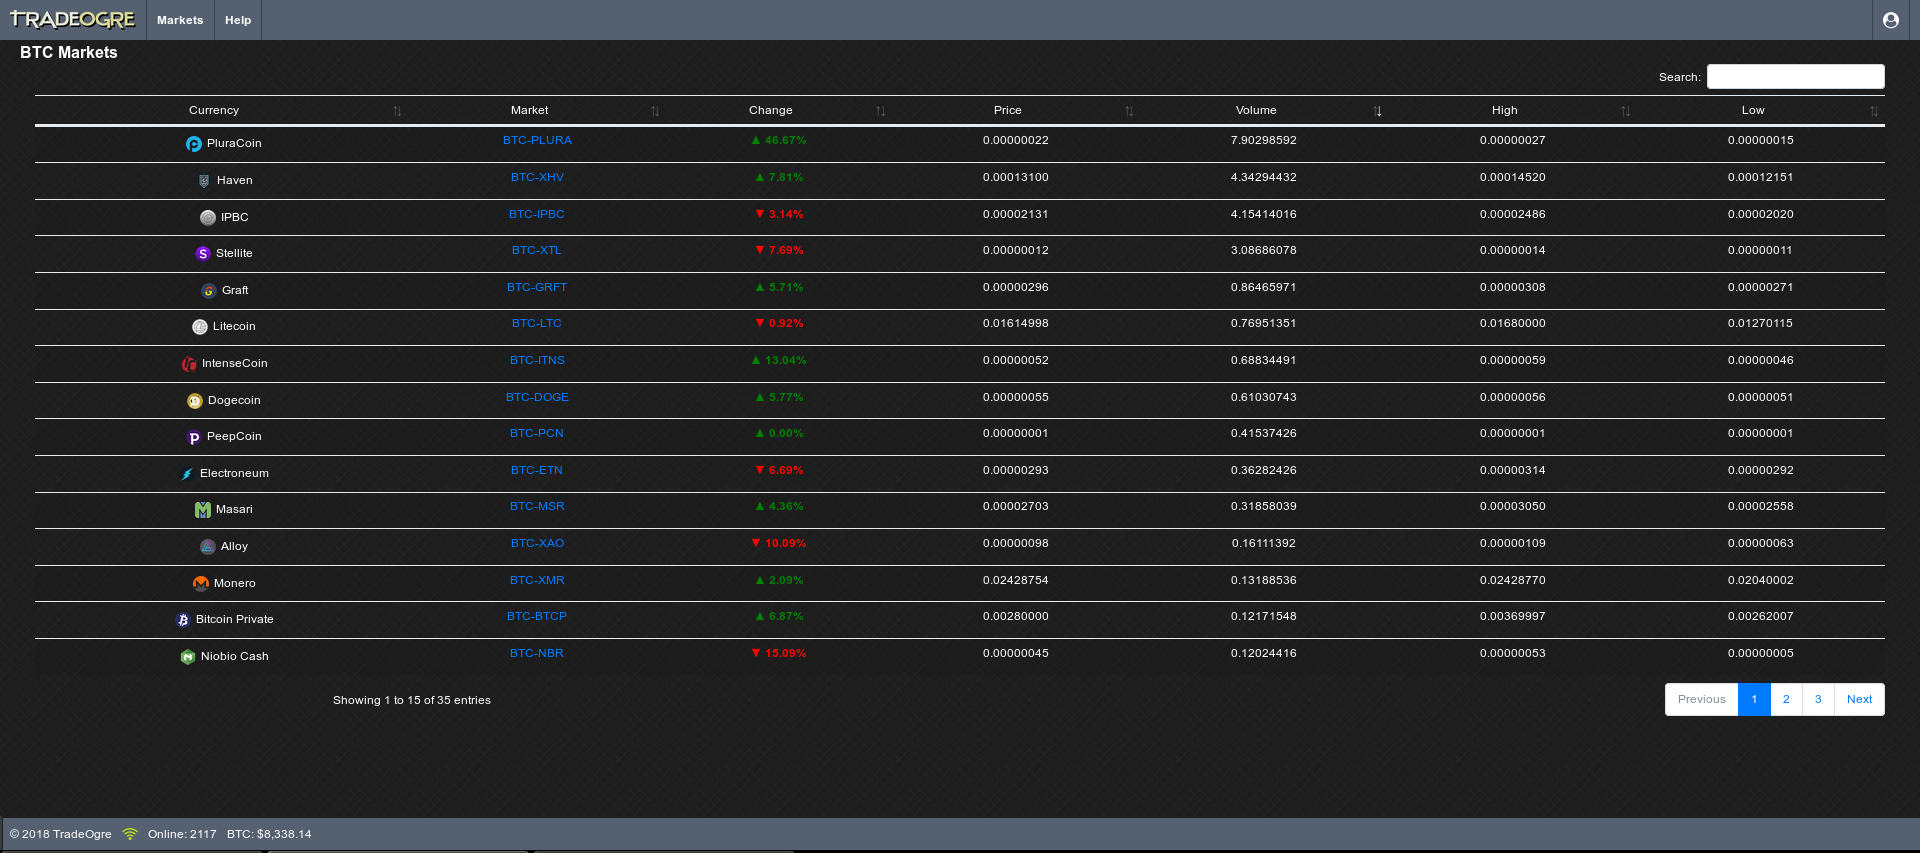 TRADEOGRE Markets Help
BTC Markets
Search:
Currency Market Change Price Volume High Low
PluraCoin BTC-PLURA ▲ 46.67% 0.00000022 7.90298592 0.00000027 0.00000015
Haven BTC-XHV ▲ 7.81% 0.00013100 4.34294432 0.00014520 0.00012151
IPBC BTC-IPBC ▼ 3.14% 0.00002131 4.15414016 0.00002486 0.00002020
Stellite BTC-XTL ▼ 7.69% 0.00000012 3.08686078 0.00000014 0.00000011
Graft BTC-GRFT ▲ 5.71% 0.00000296 0.86465971 0.00000308 0.00000271
Litecoin BTC-LTC ▼ 0.92% 0.01614998 0.76951351 0.01680000 0.01270115
IntenseCoin BTC-ITNS ▲ 13.04% 0.00000052 0.68834491 0.00000059 0.00000046
Dogecoin BTC-DOGE ▲ 5.77% 0.00000055 0.61030743 0.00000056 0.00000051
PeepCoin BTC-PCN ▲ 0.00% 0.00000001 0.41537426 0.00000001 0.00000001
Electroneum BTC-ETN ▼ 6.69% 0.00000293 0.36282426 0.00000314 0.00000292
Masari BTC-MSR ▲ 4.36% 0.00002703 0.31858039 0.00003050 0.00002558
Alloy BTC-XAO ▼ 10.09% 0.00000098 0.16111392 0.00000109 0.00000063
Monero BTC-XMR ▲ 2.09% 0.02428754 0.13188536 0.02428770 0.02040002
Bitcoin Private BTC-BTCP ▲ 6.87% 0.00280000 0.12171548 0.00369997 0.00262007
Niobio Cash BTC-NBR ▼ 15.09% 0.00000045 0.12024416 0.00000053 0.00000005
Showing 1 to 15 of 35 entries Previous 1 2 3 Next
© 2018 TradeOgre Online: 2117 BTC: $8,338.14